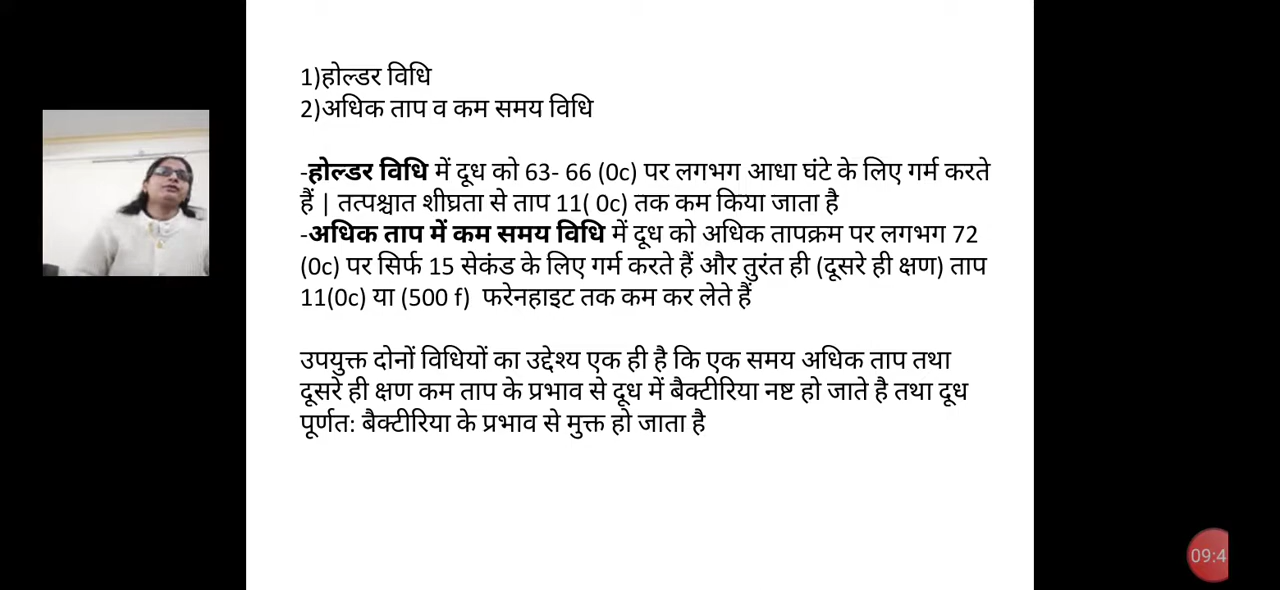 1)होल्डर विधि
2)अधिक ताप व कम समय विधि
-होल्डर विधि में दूध को 63- 66 (0c) पर लगभग आधा घंटे के लिए गर्म करते
हैं | तत्पश्चात शीघ्रता से ताप 11( 0c) तक कम किया जाता है
-अधिक ताप में कम समय विधि में दूध को अधिक तापक्रम पर लगभग 72
(0c) पर सिर्फ 15 सेकंड के लिए गर्म करते हैं और तुरंत ही (दूसरे ही क्षण) ताप
11(0c) या (500 f)  फरेनहाइट तक कम कर लेते हैं
उपयुक्त दोनों विधियों का उद्देश्य एक ही है कि एक समय अधिक ताप तथा
दूसरे ही क्षण कम ताप के प्रभाव से दूध में बैक्टीरिया नष्ट हो जाते है तथा दूध
पूर्णत: बैक्टीरिया के प्रभाव से मुक्त हो जाता है
09:4